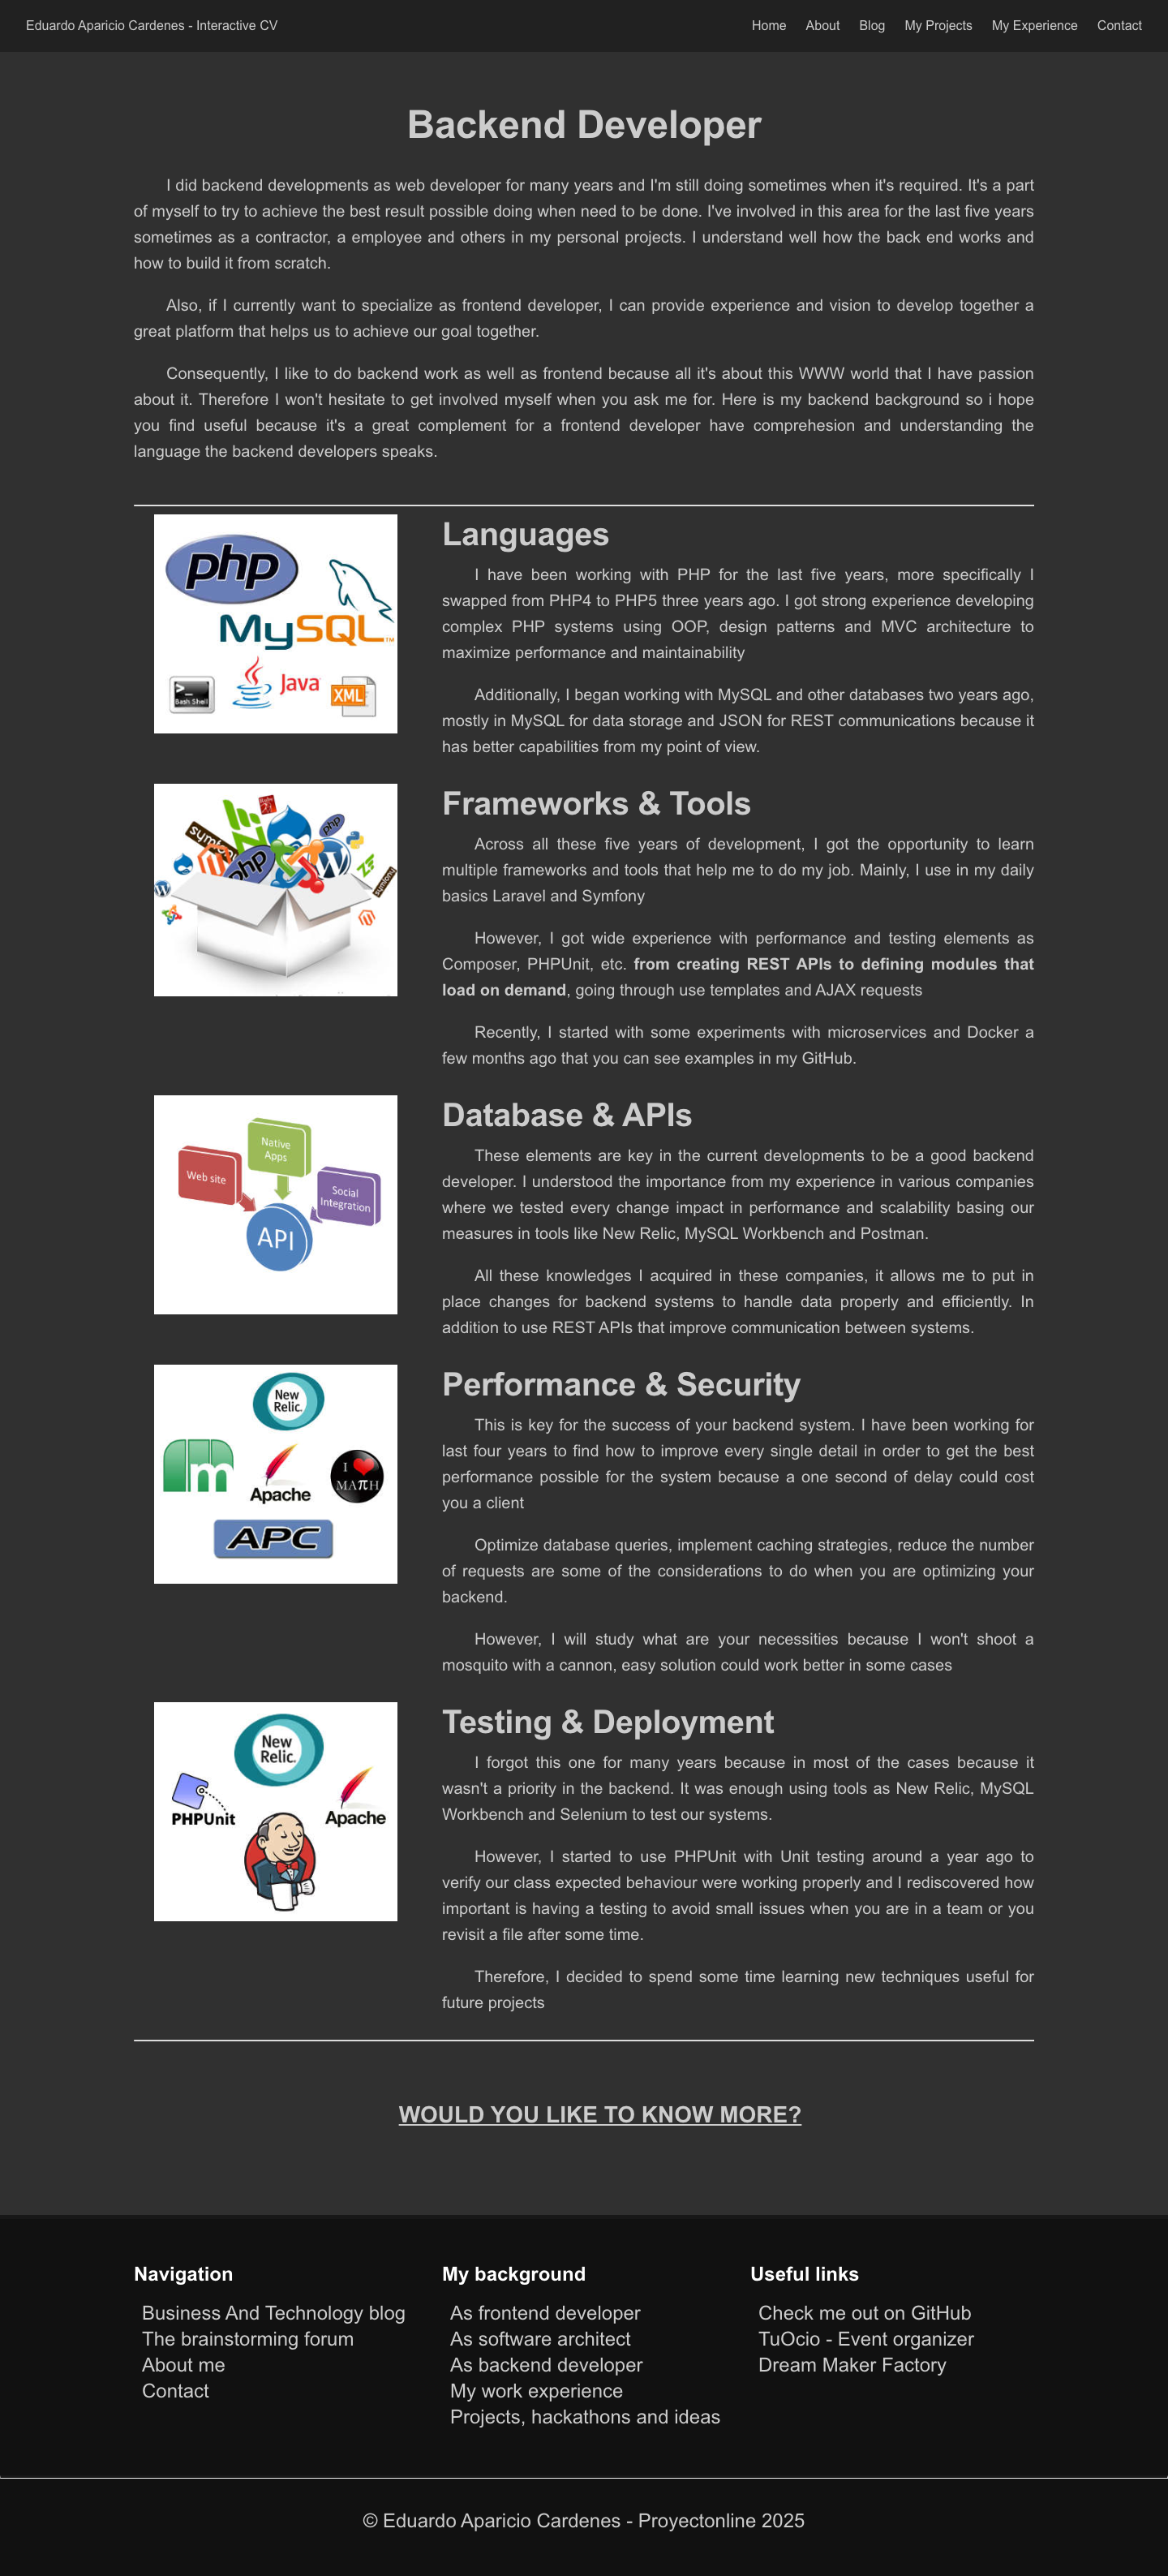 Eduardo Aparicio Cardenes - Interactive CV
Home About Blog My Projects My Experience Contact
Backend Developer
I did backend developments as web developer for many years and I'm still doing sometimes when it's required. It's a part
of myself to try to achieve the best result possible doing when need to be done. I've involved in this area for the last five years
sometimes as a contractor, a employee and others in my personal projects. I understand well how the back end works and
how to build it from scratch.
Also, if I currently want to specialize as frontend developer, I can provide experience and vision to develop together a
great platform that helps us to achieve our goal together.
Consequently, I like to do backend work as well as frontend because all it's about this WWW world that I have passion
about it. Therefore I won't hesitate to get involved myself when you ask me for. Here is my backend background so i hope
you find useful because it's a great complement for a frontend developer have comprehesion and understanding the
language the backend developers speaks.
php
MySQL™
>_
Bash Shell
Java
XML
Languages
I have been working with PHP for the last five years, more specifically I
swapped from PHP4 to PHP5 three years ago. I got strong experience developing
complex PHP systems using OOP, design patterns and MVC architecture to
maximize performance and maintainability
Additionally, I began working with MySQL and other databases two years ago,
mostly in MySQL for data storage and JSON for REST communications because it
has better capabilities from my point of view.
symfony
php
php
symfony
Frameworks & Tools
Across all these five years of development, I got the opportunity to learn
multiple frameworks and tools that help me to do my job. Mainly, I use in my daily
basics Laravel and Symfony
However, I got wide experience with performance and testing elements as
Composer, PHPUnit, etc. from creating REST APIs to defining modules that
load on demand, going through use templates and AJAX requests
Recently, I started with some experiments with microservices and Docker a
few months ago that you can see examples in my GitHub.
Native
Apps
Web site
Social
Integration
API
Database & APIs
These elements are key in the current developments to be a good backend
developer. I understood the importance from my experience in various companies
where we tested every change impact in performance and scalability basing our
measures in tools like New Relic, MySQL Workbench and Postman.
All these knowledges I acquired in these companies, it allows me to put in
place changes for backend systems to handle data properly and efficiently. In
addition to use REST APIs that improve communication between systems.
New
Relic.
m
Apache
I
MAπH
APC
Performance & Security
This is key for the success of your backend system. I have been working for
last four years to find how to improve every single detail in order to get the best
performance possible for the system because a one second of delay could cost
you a client
Optimize database queries, implement caching strategies, reduce the number
of requests are some of the considerations to do when you are optimizing your
backend.
However, I will study what are your necessities because I won't shoot a
mosquito with a cannon, easy solution could work better in some cases
New
Relic.
PHPUnit
Apache
Testing & Deployment
I forgot this one for many years because in most of the cases because it
wasn't a priority in the backend. It was enough using tools as New Relic, MySQL
Workbench and Selenium to test our systems.
However, I started to use PHPUnit with Unit testing around a year ago to
verify our class expected behaviour were working properly and I rediscovered how
important is having a testing to avoid small issues when you are in a team or you
revisit a file after some time.
Therefore, I decided to spend some time learning new techniques useful for
future projects
WOULD YOU LIKE TO KNOW MORE?
Navigation
Business And Technology blog
The brainstorming forum
About me
Contact
My background
As frontend developer
As software architect
As backend developer
My work experience
Projects, hackathons and ideas
Useful links
Check me out on GitHub
TuOcio - Event organizer
Dream Maker Factory
© Eduardo Aparicio Cardenes - Proyectonline 2025